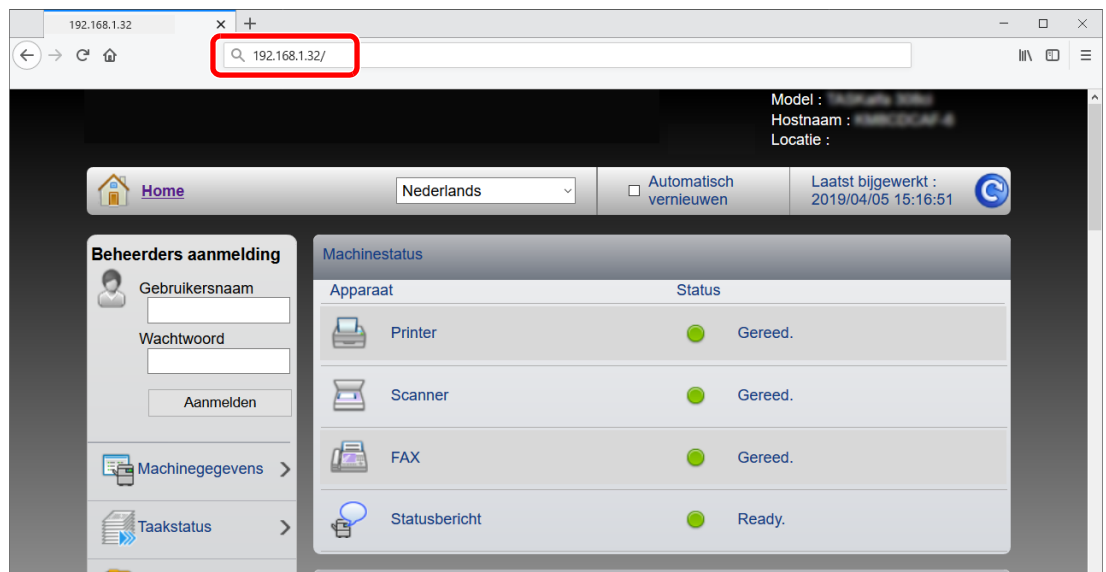 192.168.1.32
192.168.1.32/
Model :
Hostnaam :
Locatie :
Home
Nederlands
Automatisch
vernieuwen
Laatst bijgewerkt :
2019/04/05 15:16:51
Beheerders aanmelding
Gebruikersnaam
Wachtwoord
Aanmelden
Machinegegevens
Taakstatus
Machinestatus
Apparaat Status
Printer Gereed.
Scanner Gereed.
FAX Gereed.
Statusbericht Ready.